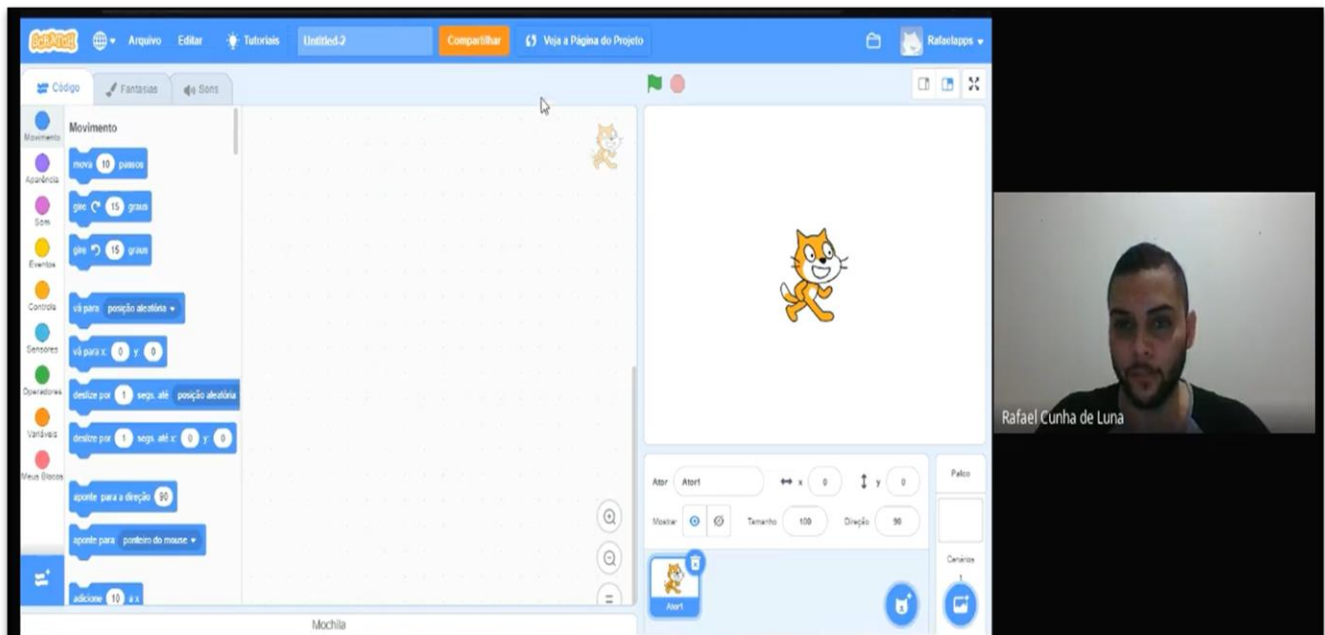 SCRATCH Arquivo Editar Tutoriais Untitled-2 Compartilhar Veja a Página do Projeto Rafaelapps
Código Fantasias Sons
Movimento
Aparência
Som
Eventos
Controle
Sensores
Operadores
Variáveis
Meus Blocos
Movimento
mova 10 passos
gire 15 graus
gire 15 graus
vá para posição aleatória
vá para x: 0 y 0
deslize por 1 segs. até posição aleatória
deslize por 1 segs. até x: 0 y 0
aponte para a direção 90
aponte para ponteiro do mouse
adicione 10 a x
Mochila
Ator Ator1 x 0 y 0
Mostrar Tamanho 100 Direção 90
Ator1
Palco
Cenários
1
Rafael Cunha de Luna